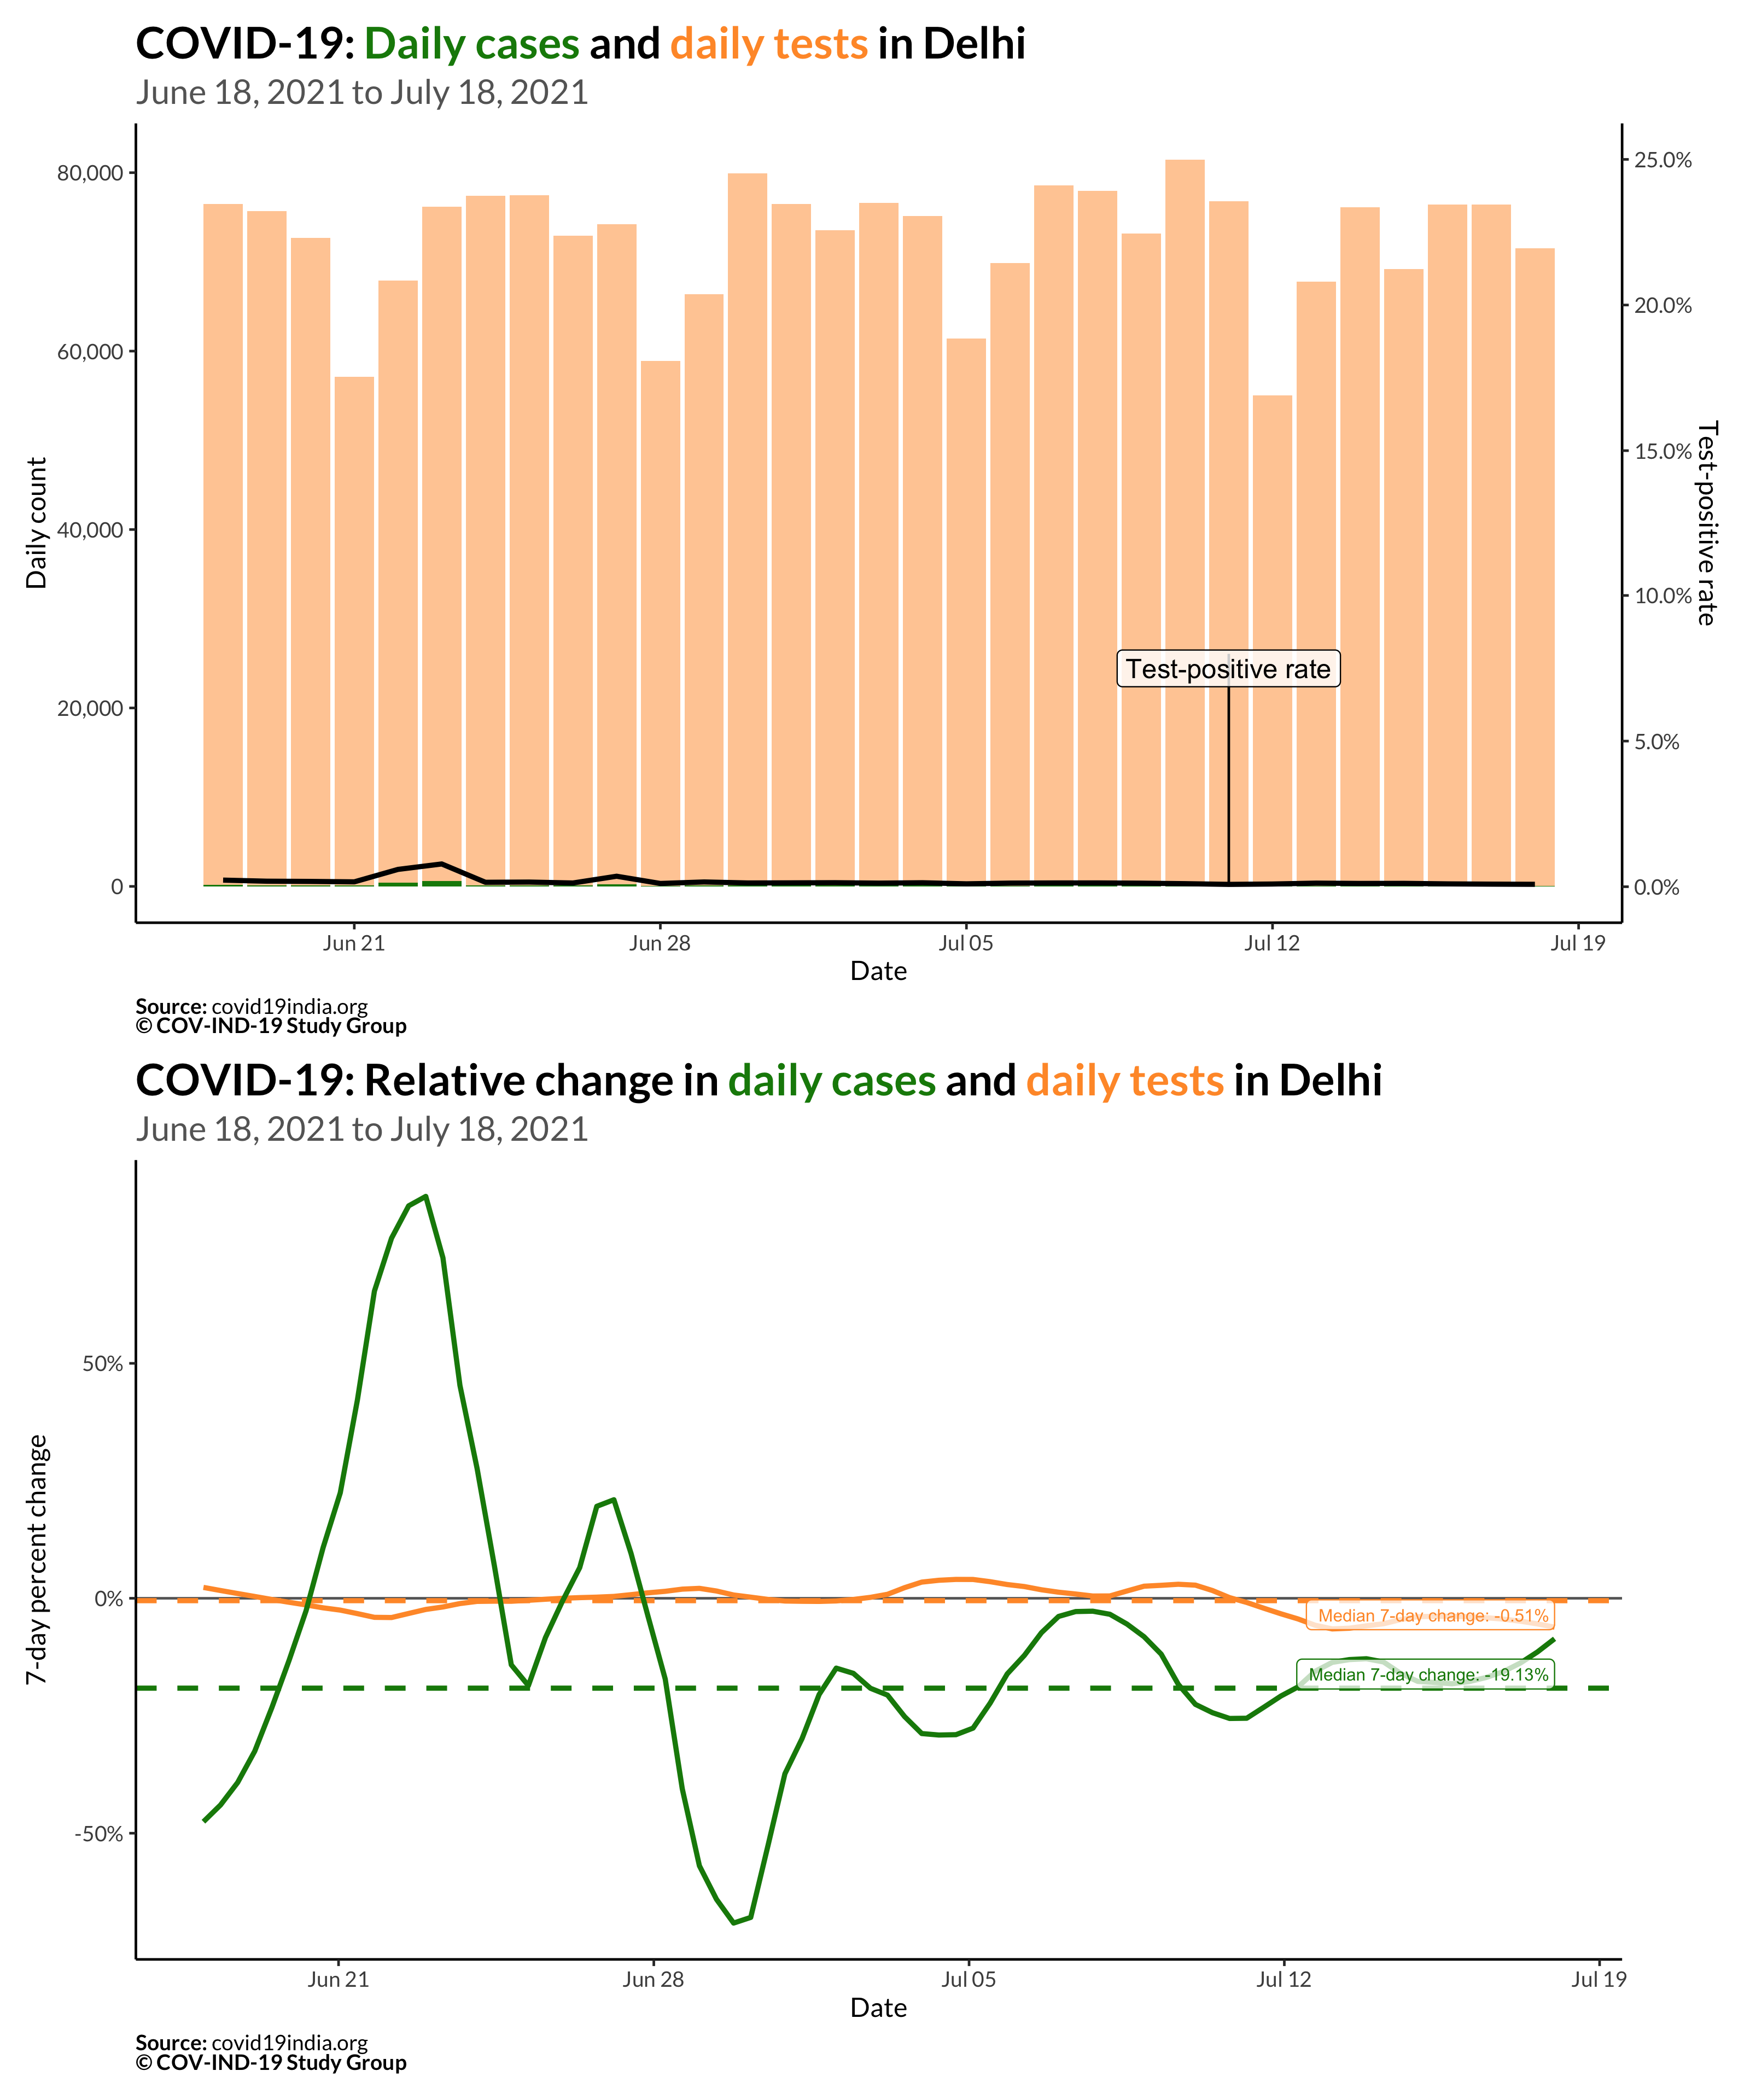 COVID-19: Daily cases and daily tests in Delhi
June 18, 2021 to July 18, 2021
80,000
60,000
40,000
20,000
0
Daily count
25.0%
20.0%
15.0%
10.0%
5.0%
0.0%
Test-positive rate
Test-positive rate
Jun 21
Jun 28
Jul 05
Jul 12
Jul 19
Date
Source: covid19india.org
© COV-IND-19 Study Group
COVID-19: Relative change in daily cases and daily tests in Delhi
June 18, 2021 to July 18, 2021
50%
0%
-50%
7-day percent change
Median 7-day change: -0.51%
Median 7-day change: -19.13%
Jun 21
Jun 28
Jul 05
Jul 12
Jul 19
Date
Source: covid19india.org
© COV-IND-19 Study Group